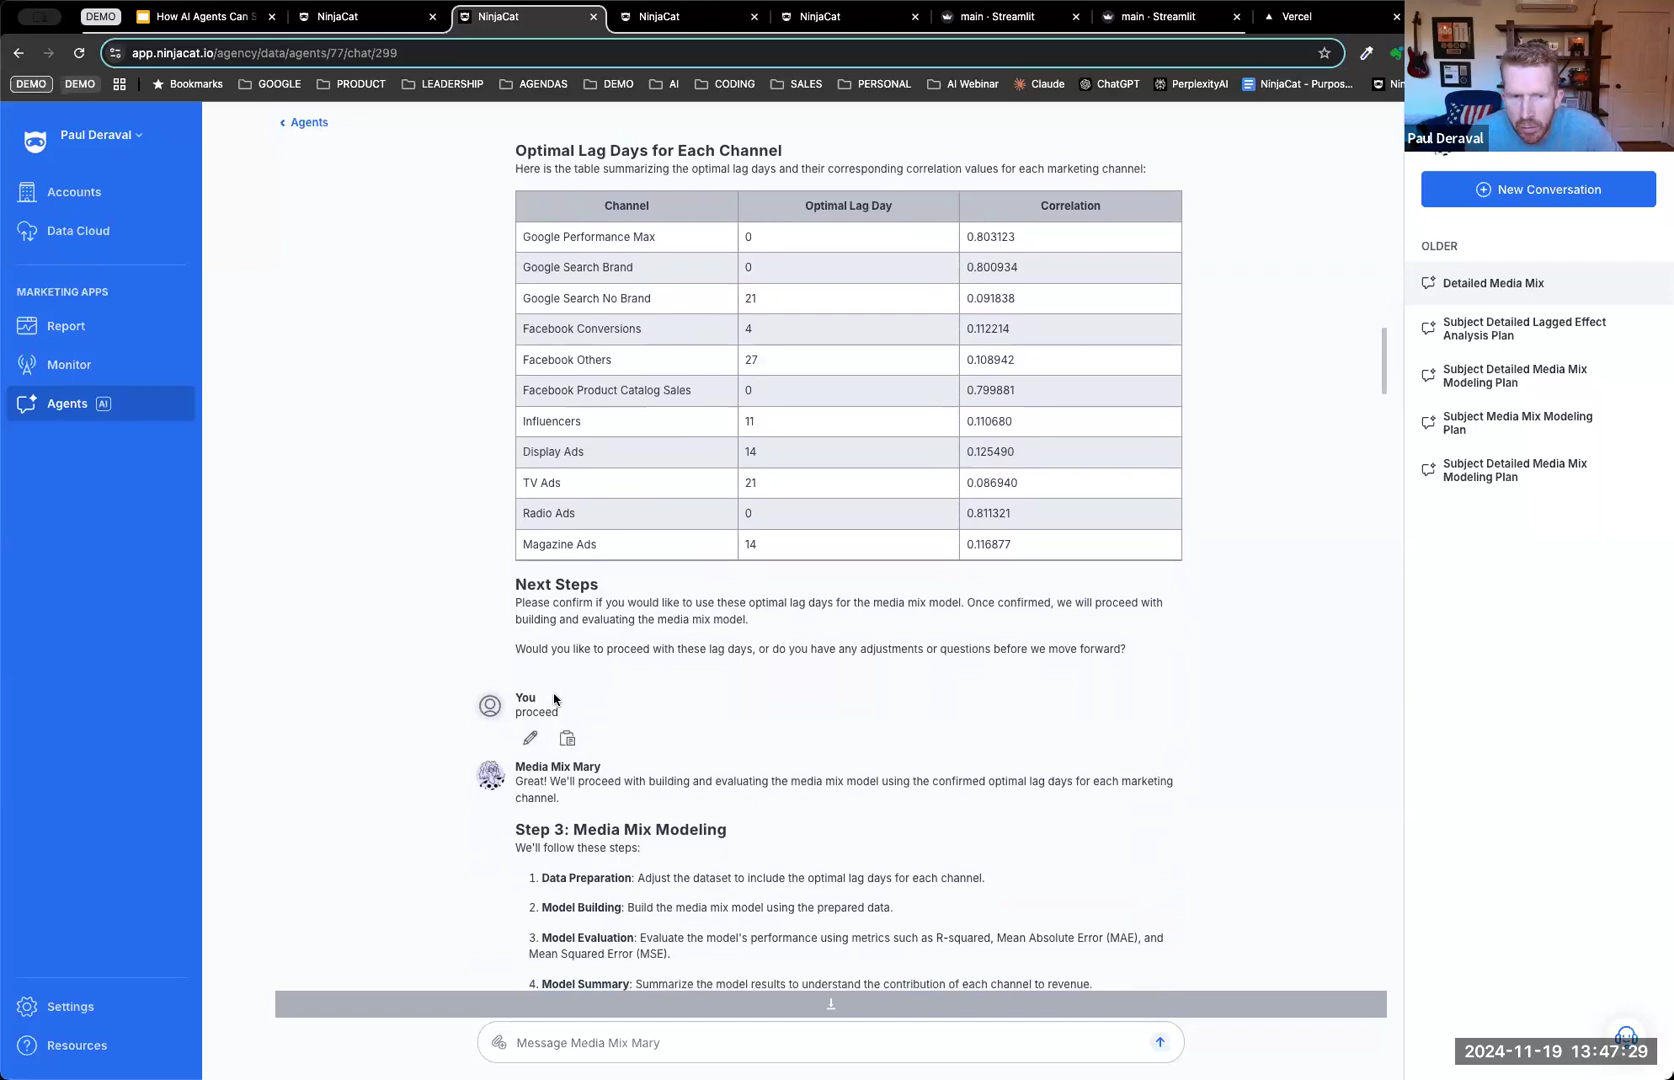 DEMO
How AI Agents Can S
NinjaCat
NinjaCat
NinjaCat
NinjaCat
main · Streamlit
main · Streamlit
Vercel
app.ninjacat.io/agency/data/agents/77/chat/299
DEMO
DEMO
Bookmarks
GOOGLE
PRODUCT
LEADERSHIP
AGENDAS
DEMO
AI
CODING
SALES
PERSONAL
AI Webinar
Claude
ChatGPT
PerplexityAI
NinjaCat - Purpos...
Nin
Paul Deraval
Paul Deraval
Accounts
Data Cloud
MARKETING APPS
Report
Monitor
Agents AI
Settings
Resources
Agents
Optimal Lag Days for Each Channel
Here is the table summarizing the optimal lag days and their corresponding correlation values for each marketing channel:
Channel Optimal Lag Day Correlation
Google Performance Max 0 0.803123
Google Search Brand 0 0.800934
Google Search No Brand 21 0.091838
Facebook Conversions 4 0.112214
Facebook Others 27 0.108942
Facebook Product Catalog Sales 0 0.799881
Influencers 11 0.110680
Display Ads 14 0.125490
TV Ads 21 0.086940
Radio Ads 0 0.811321
Magazine Ads 14 0.116877
Next Steps
Please confirm if you would like to use these optimal lag days for the media mix model. Once confirmed, we will proceed with
building and evaluating the media mix model.
Would you like to proceed with these lag days, or do you have any adjustments or questions before we move forward?
You
proceed
Media Mix Mary
Great! We'll proceed with building and evaluating the media mix model using the confirmed optimal lag days for each marketing
channel.
Step 3: Media Mix Modeling
We'll follow these steps:
1. Data Preparation: Adjust the dataset to include the optimal lag days for each channel.
2. Model Building: Build the media mix model using the prepared data.
3. Model Evaluation: Evaluate the model's performance using metrics such as R-squared, Mean Absolute Error (MAE), and
Mean Squared Error (MSE).
4. Model Summary: Summarize the model results to understand the contribution of each channel to revenue.
Message Media Mix Mary
New Conversation
OLDER
Detailed Media Mix
Subject Detailed Lagged Effect
Analysis Plan
Subject Detailed Media Mix
Modeling Plan
Subject Media Mix Modeling
Plan
Subject Detailed Media Mix
Modeling Plan
2024-11-19 13:47:29